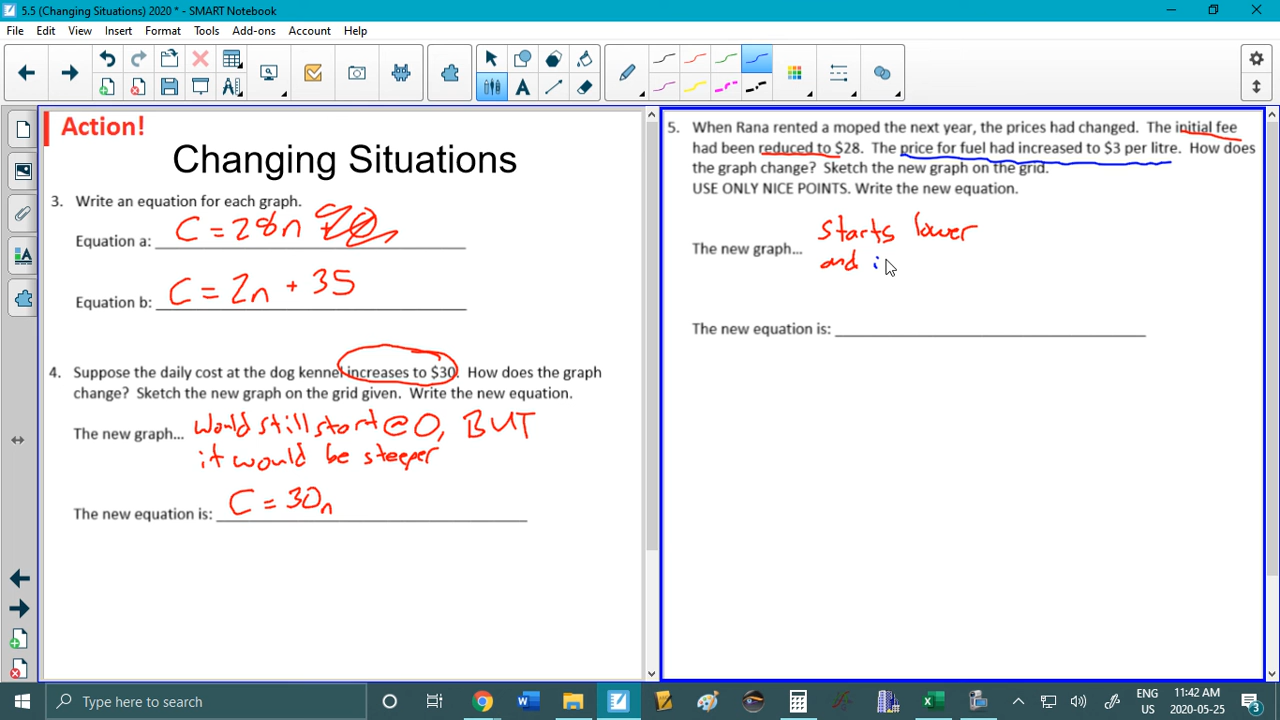 5.5 (Changing Situations) 2020 * - SMART Notebook
File Edit View Insert Format Tools Add-ons Account Help
Action!
Changing Situations
3. Write an equation for each graph.
Equation a: C = 28n
Equation b: C = 2n + 35
4. Suppose the daily cost at the dog kennel increases to $30. How does the graph
change? Sketch the new graph on the grid given. Write the new equation.
The new graph... would still start @ 0, BUT
it would be steeper
The new equation is: C = 30n
5. When Rana rented a moped the next year, the prices had changed. The initial fee
had been reduced to $28. The price for fuel had increased to $3 per litre. How does
the graph change? Sketch the new graph on the grid.
USE ONLY NICE POINTS. Write the new equation.
The new graph... starts lower
and i
The new equation is:
Type here to search
ENG
US
11:42 AM
2020-05-25
3